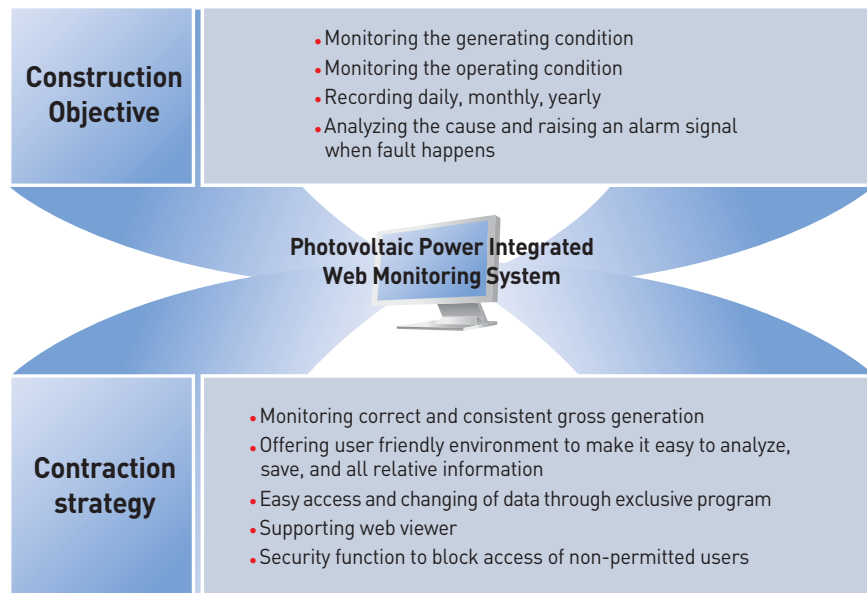 Construction
Objective
• Monitoring the generating condition
• Monitoring the operating condition
• Recording daily, monthly, yearly
• Analyzing the cause and raising an alarm signal
when fault happens
Photovoltaic Power Integrated
Web Monitoring System
Contraction
strategy
• Monitoring correct and consistent gross generation
• Offering user friendly environment to make it easy to analyze,
save, and all relative information
• Easy access and changing of data through exclusive program
• Supporting web viewer
• Security function to block access of non-permitted users